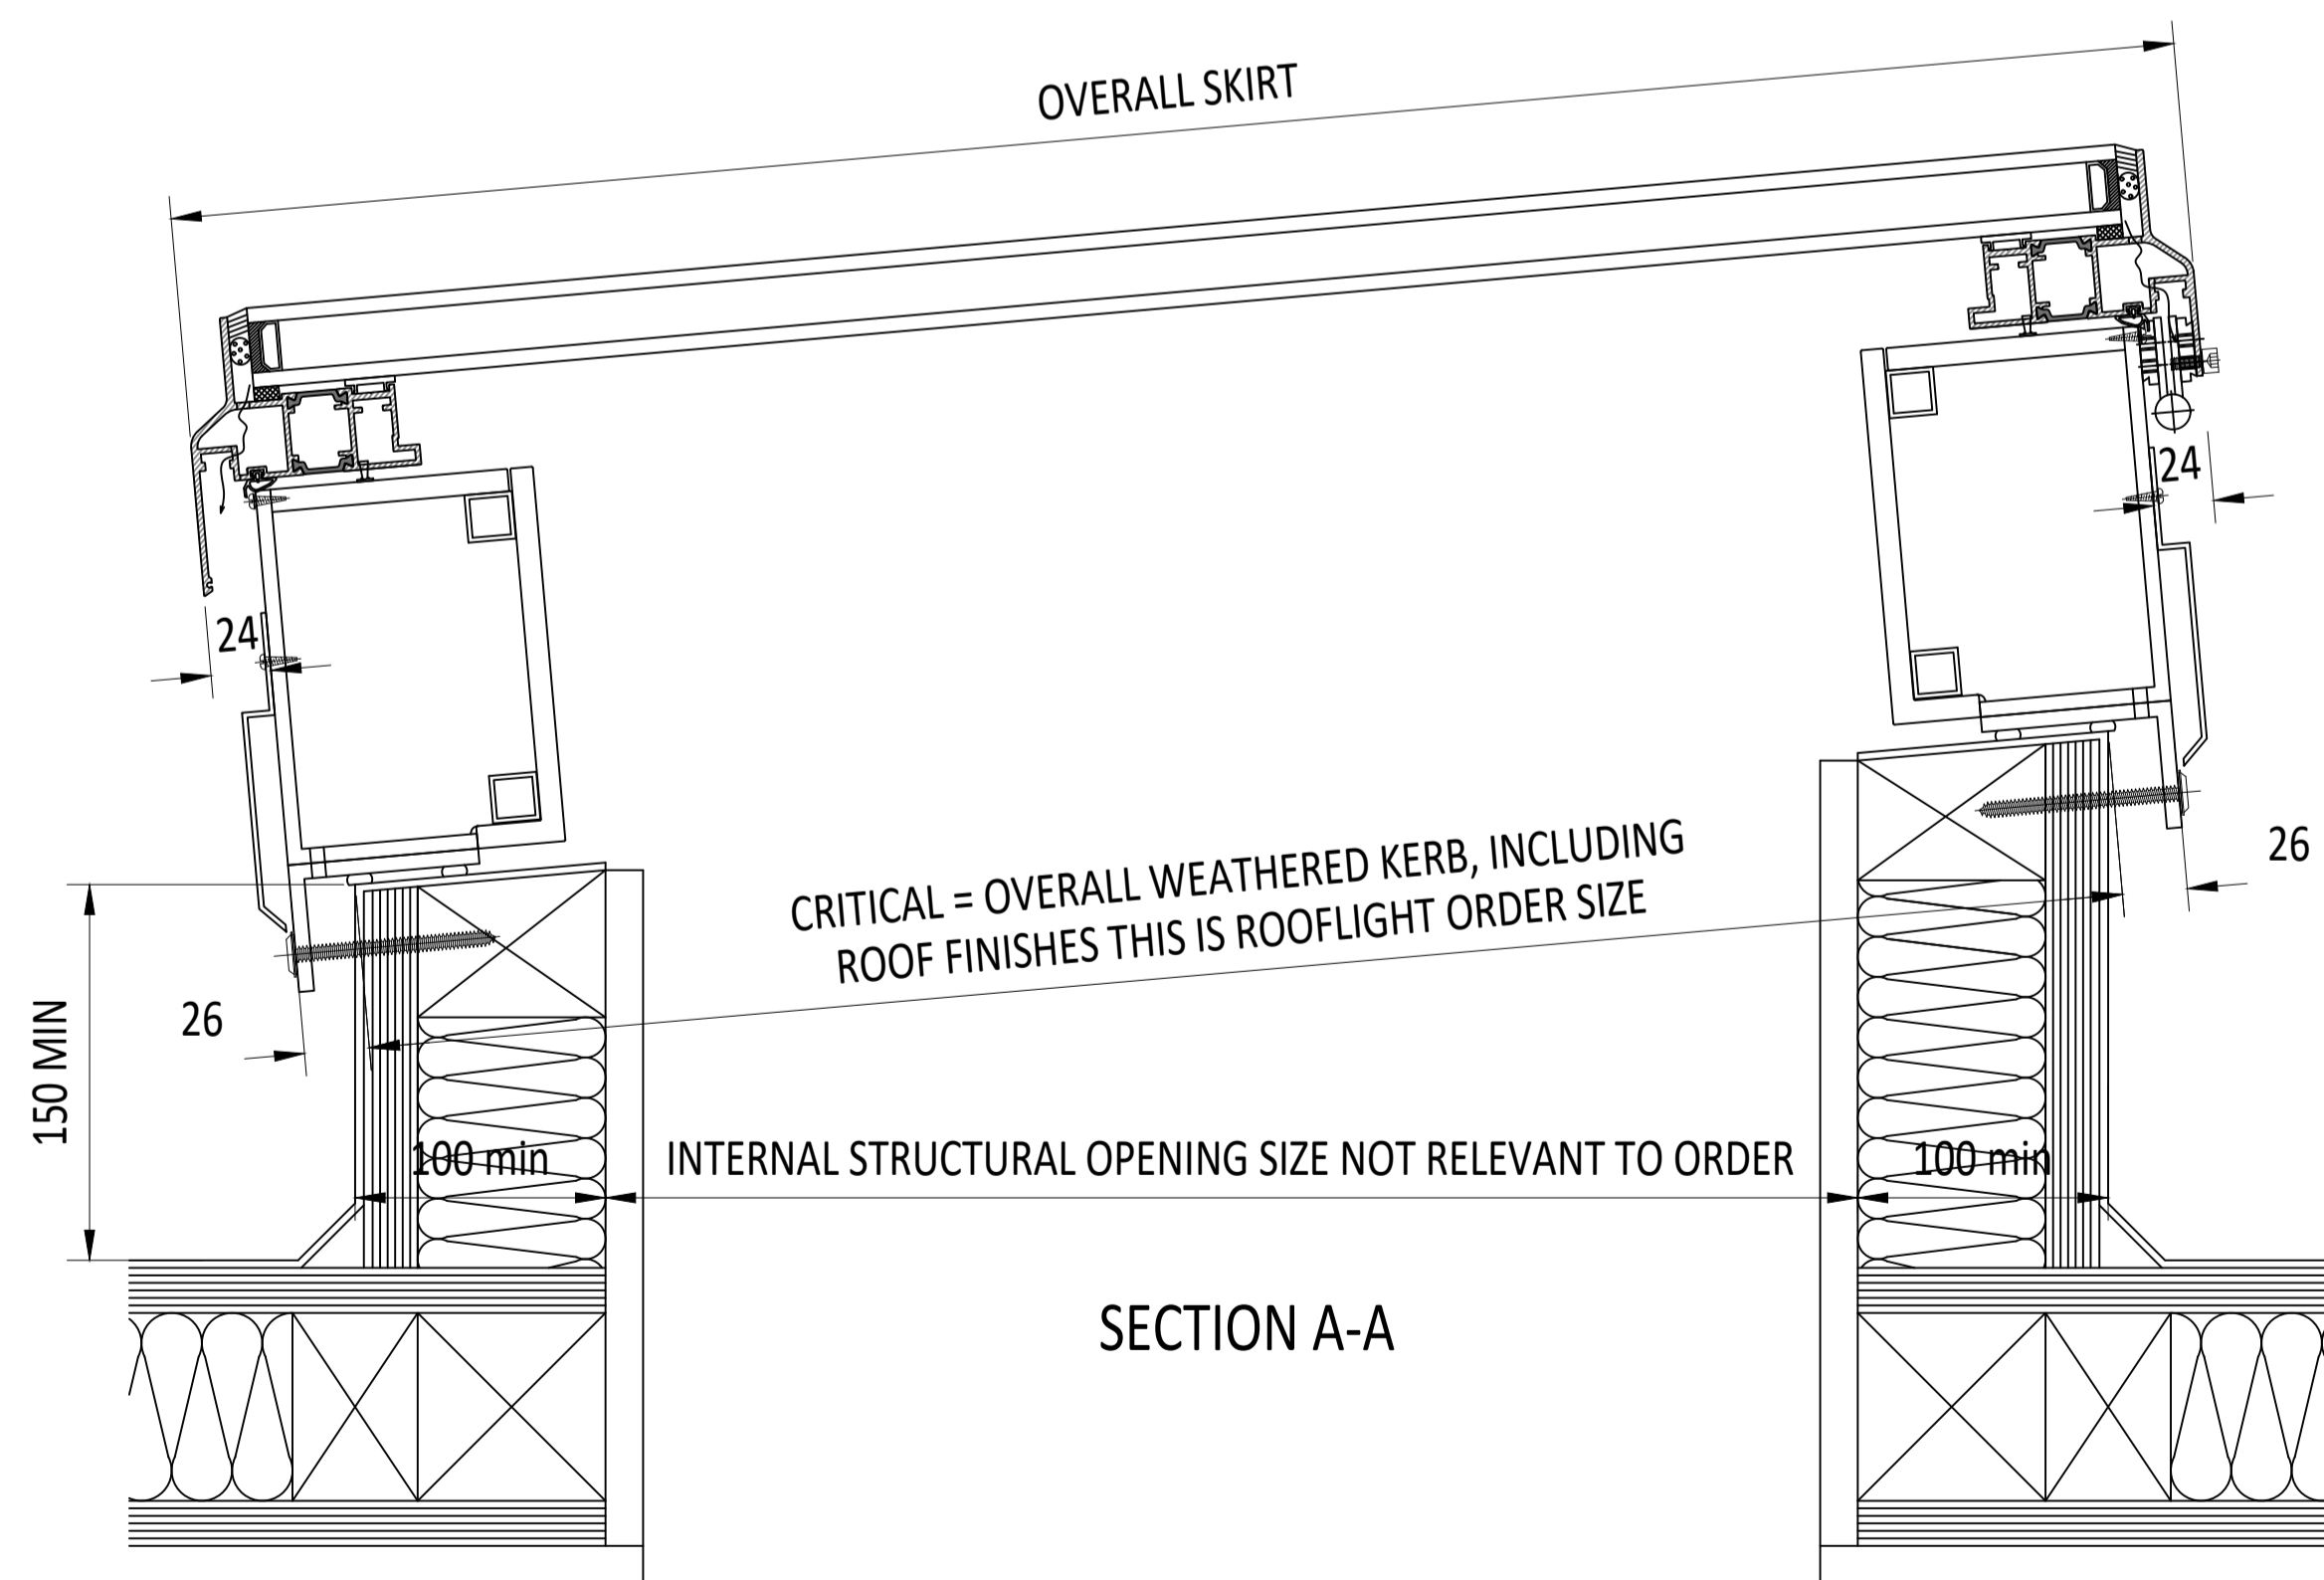 OVERALL SKIRT
24
24
CRITICAL = OVERALL WEATHERED KERB, INCLUDING
ROOF FINISHES THIS IS ROOFLIGHT ORDER SIZE
26
26
150 MIN
100 min
INTERNAL STRUCTURAL OPENING SIZE NOT RELEVANT TO ORDER
100 min
SECTION A-A